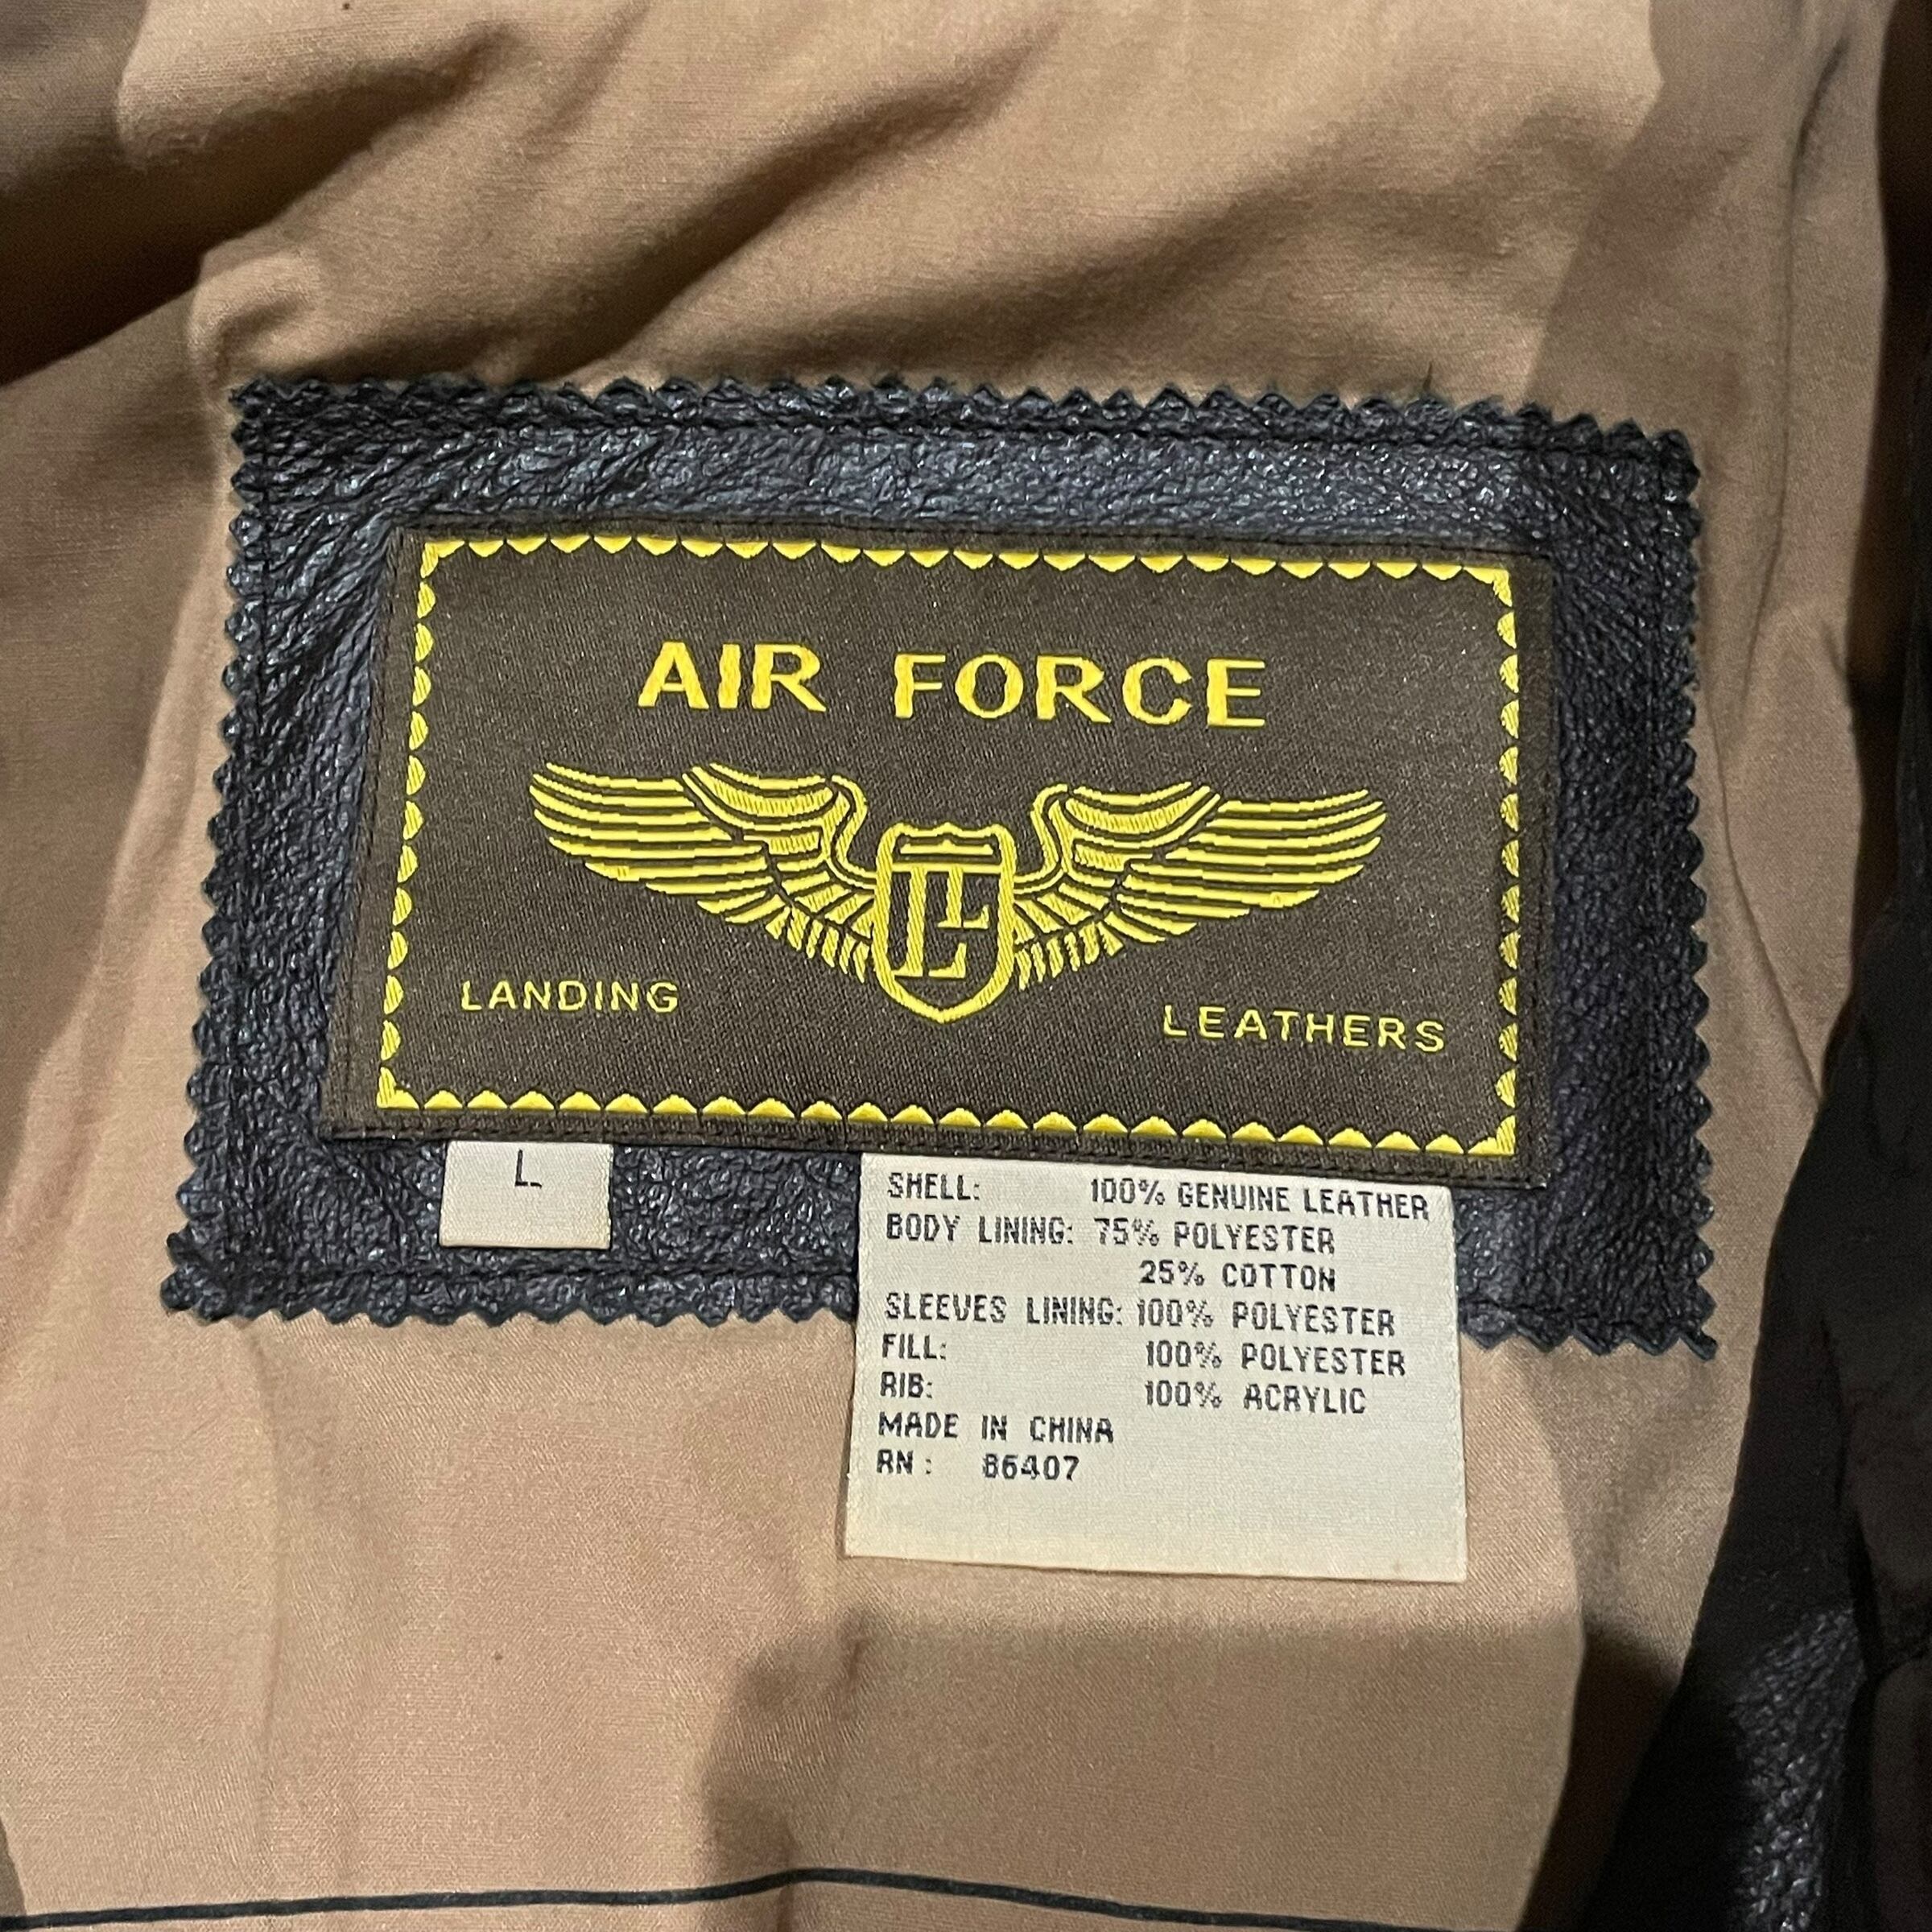 AIR FORCE
LL
LANDING LEATHERS
L
SHELL: 100% GENUINE LEATHER
BODY LINING: 75% POLYESTER
25% COTTON
SLEEVES LINING: 100% POLYESTER
FILL: 100% POLYESTER
RIB: 100% ACRYLIC
MADE IN CHINA
RN: 86407